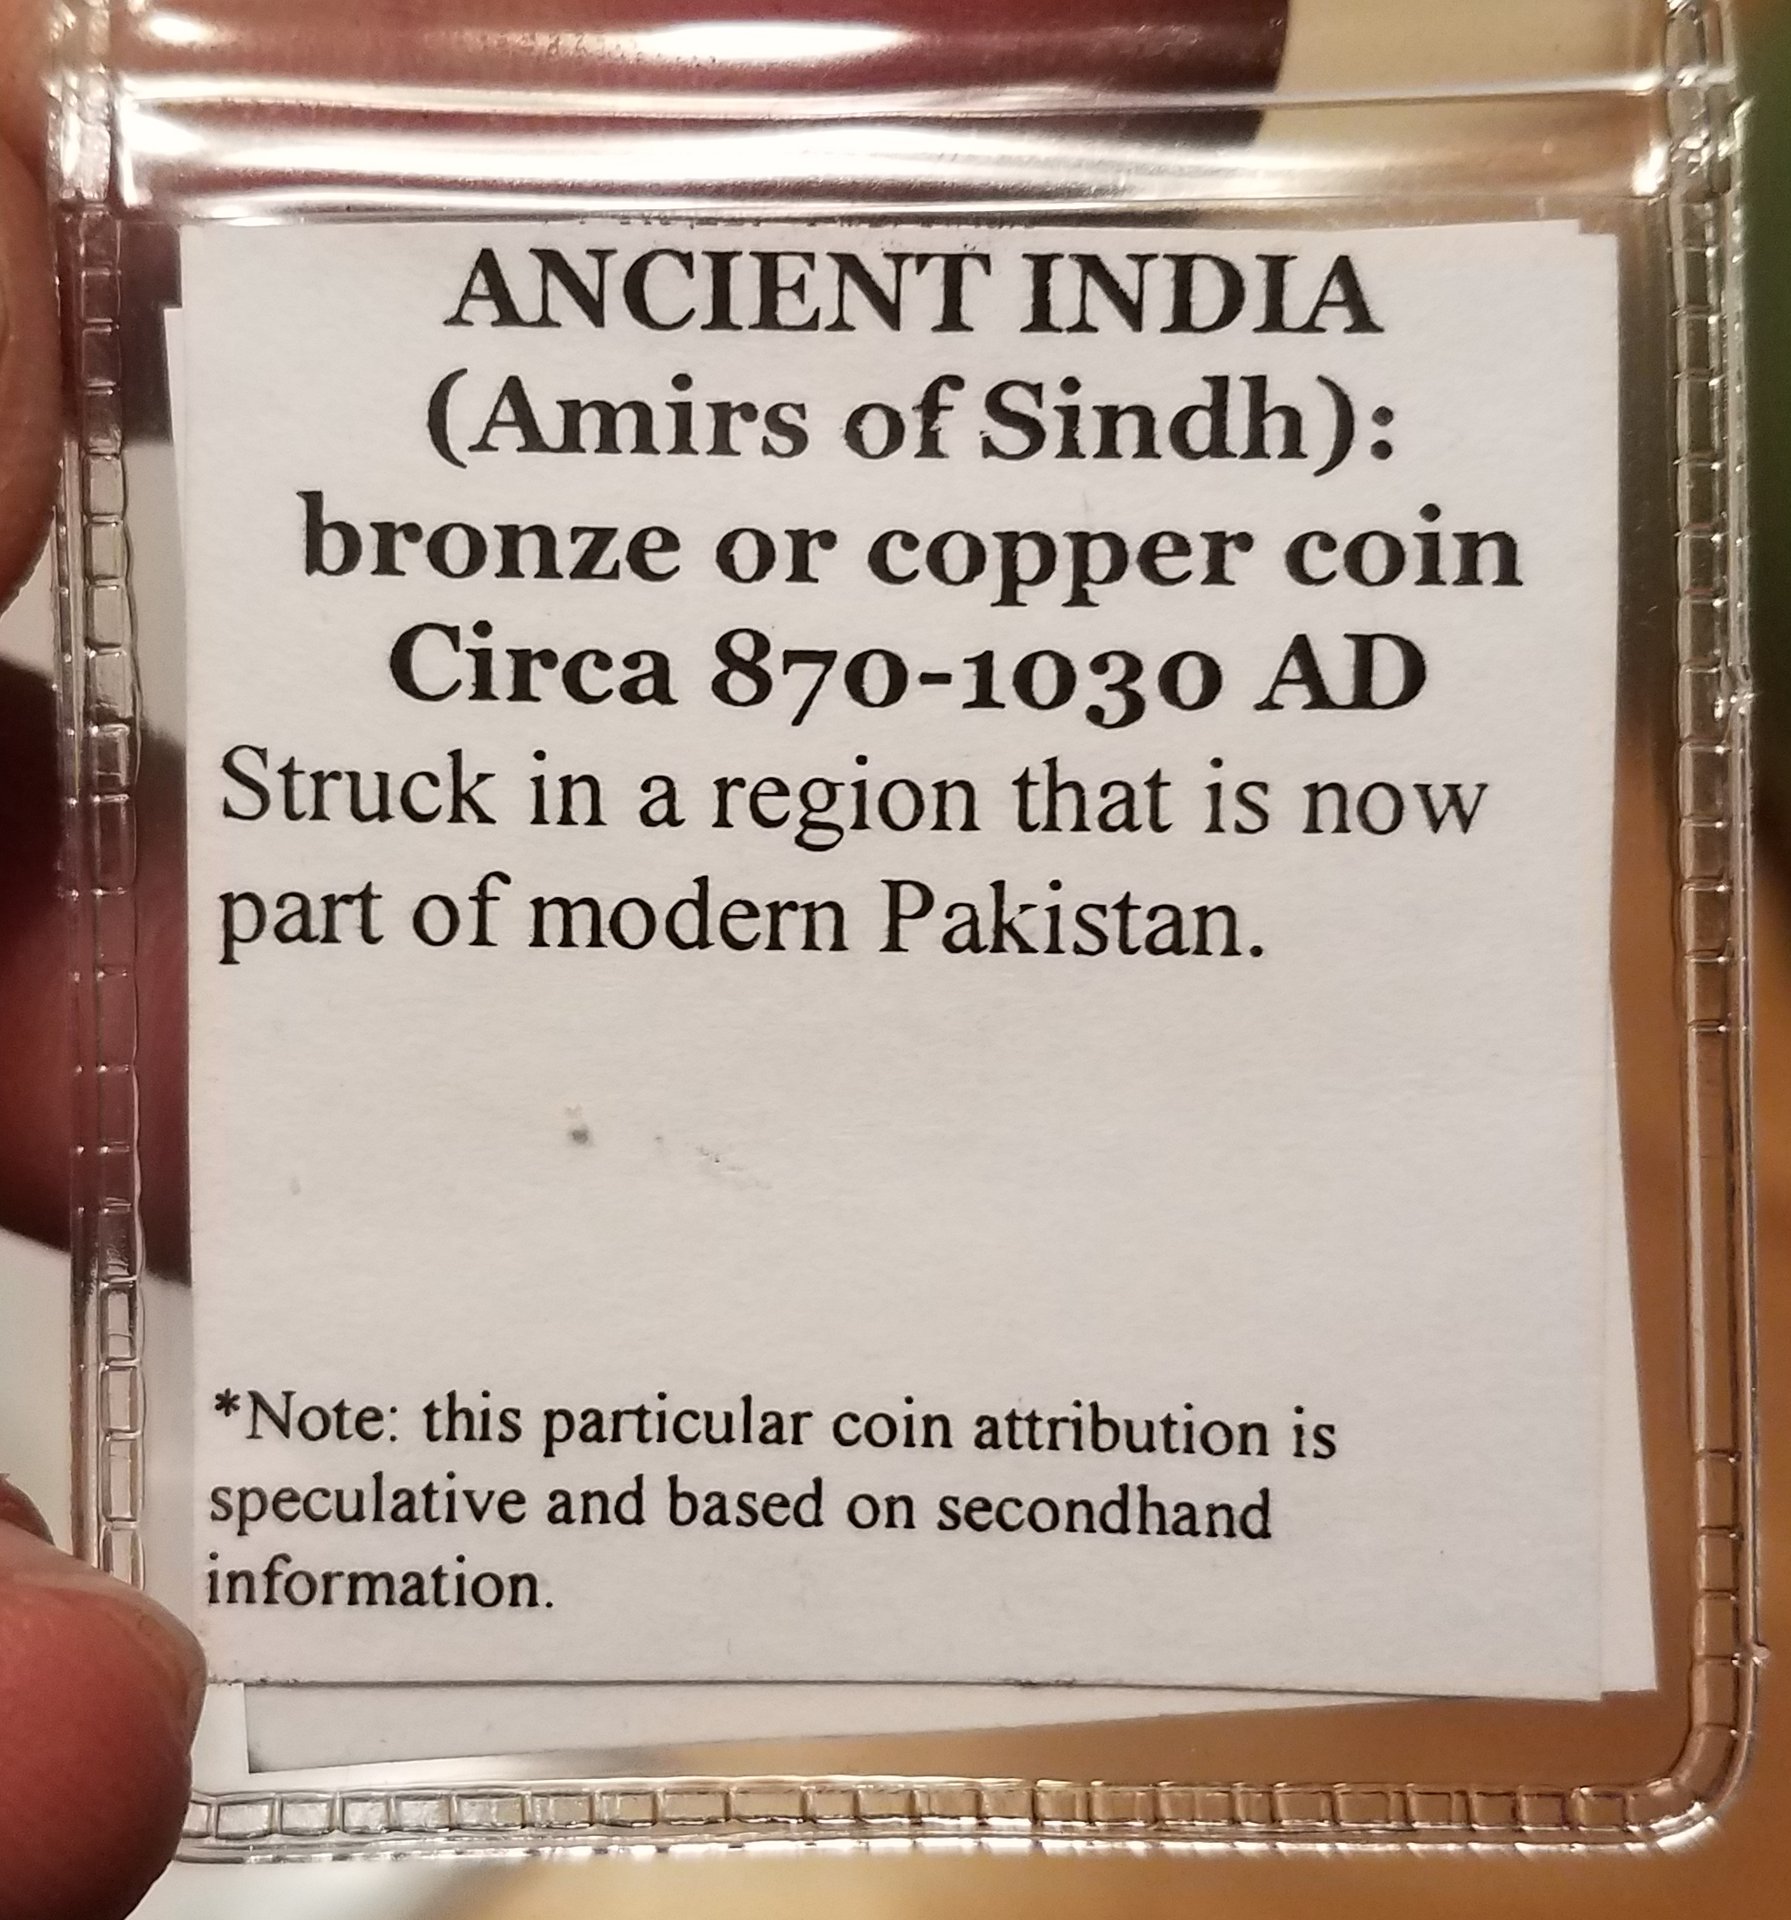 ANCIENT INDIA
(Amirs of Sindh):
bronze or copper coin
Circa 870-1030 AD
Struck in a region that is now
part of modern Pakistan.
*Note: this particular coin attribution is
speculative and based on secondhand
information.